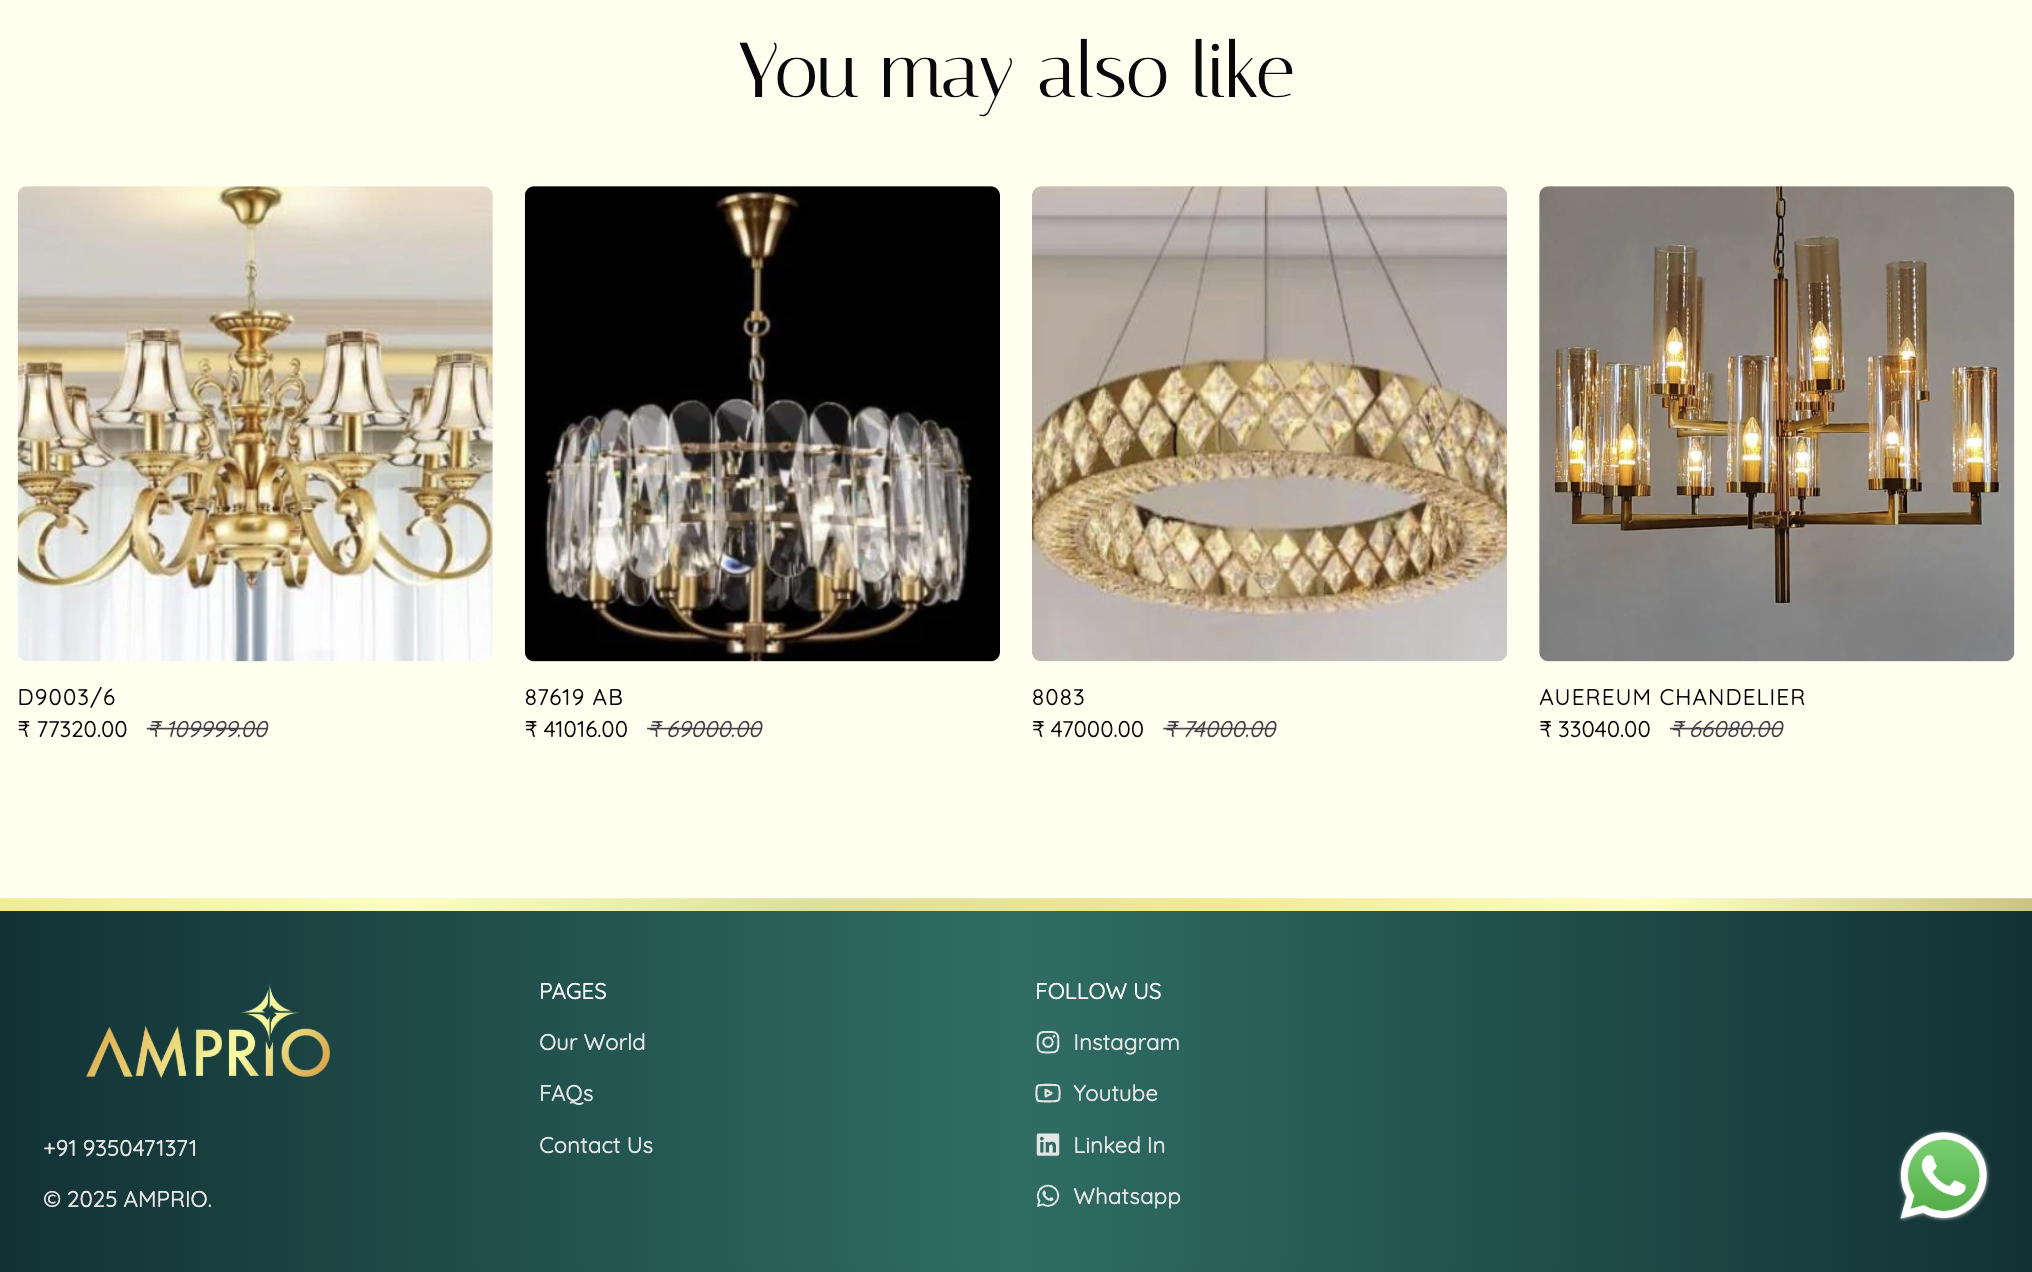 You may also like
D9003/6
₹ 77320.00 ₹ 109999.00
87619 AB
₹ 41016.00 ₹ 69000.00
8083
₹ 47000.00 ₹ 74000.00
AUEREUM CHANDELIER
₹ 33040.00 ₹ 66080.00
AMPRIO
+91 9350471371
© 2025 AMPRIO.
PAGES
Our World
FAQs
Contact Us
FOLLOW US
Instagram
Youtube
in Linked In
Whatsapp